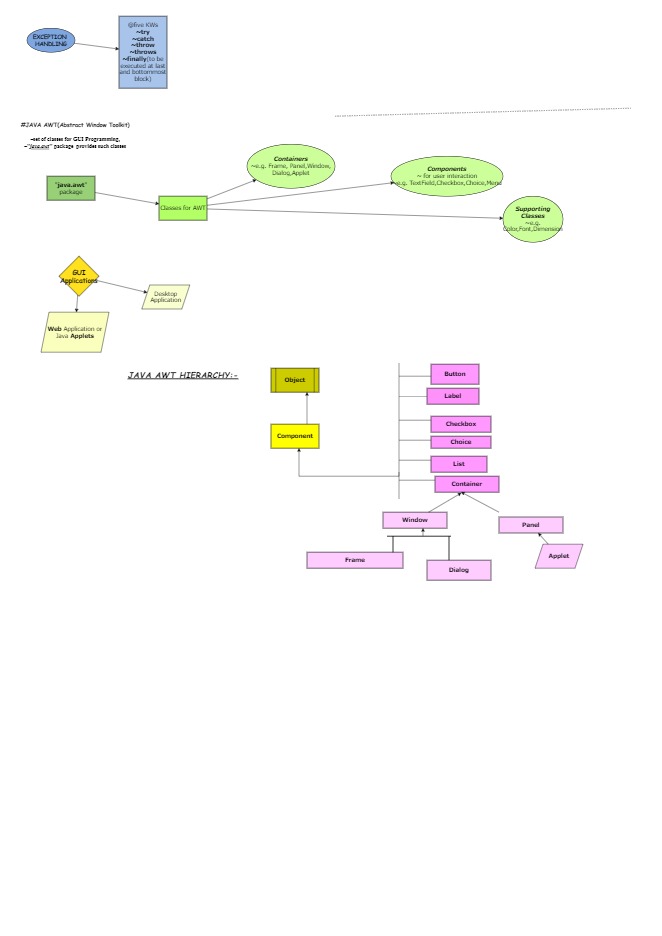 EXCEPTION
HANDLING
@five KWs
~try
~catch
~throw
~throws
~finally(to be
executed at last
and bottommost
block)
#JAVA AWT(Abstract Window Toolkit)
~set of classes for GUI Programming,
~"Java.awt" package provides such classes
"java.awt"
package
Classes for AWT
Containers
~e.g. Frame, Panel,Window,
Dialog,Applet
Components
~ for user interaction
~e.g. TextField,Checkbox,Choice,Menu
Supporting
Classes
~e.g.
Color,Font,Dimension
GUI
Applications
Desktop
Application
Web Application or
Java Applets
JAVA AWT HIERARCHY:-
Object
Component
Button
Label
Checkbox
Choice
List
Container
Window
Panel
Frame
Dialog
Applet